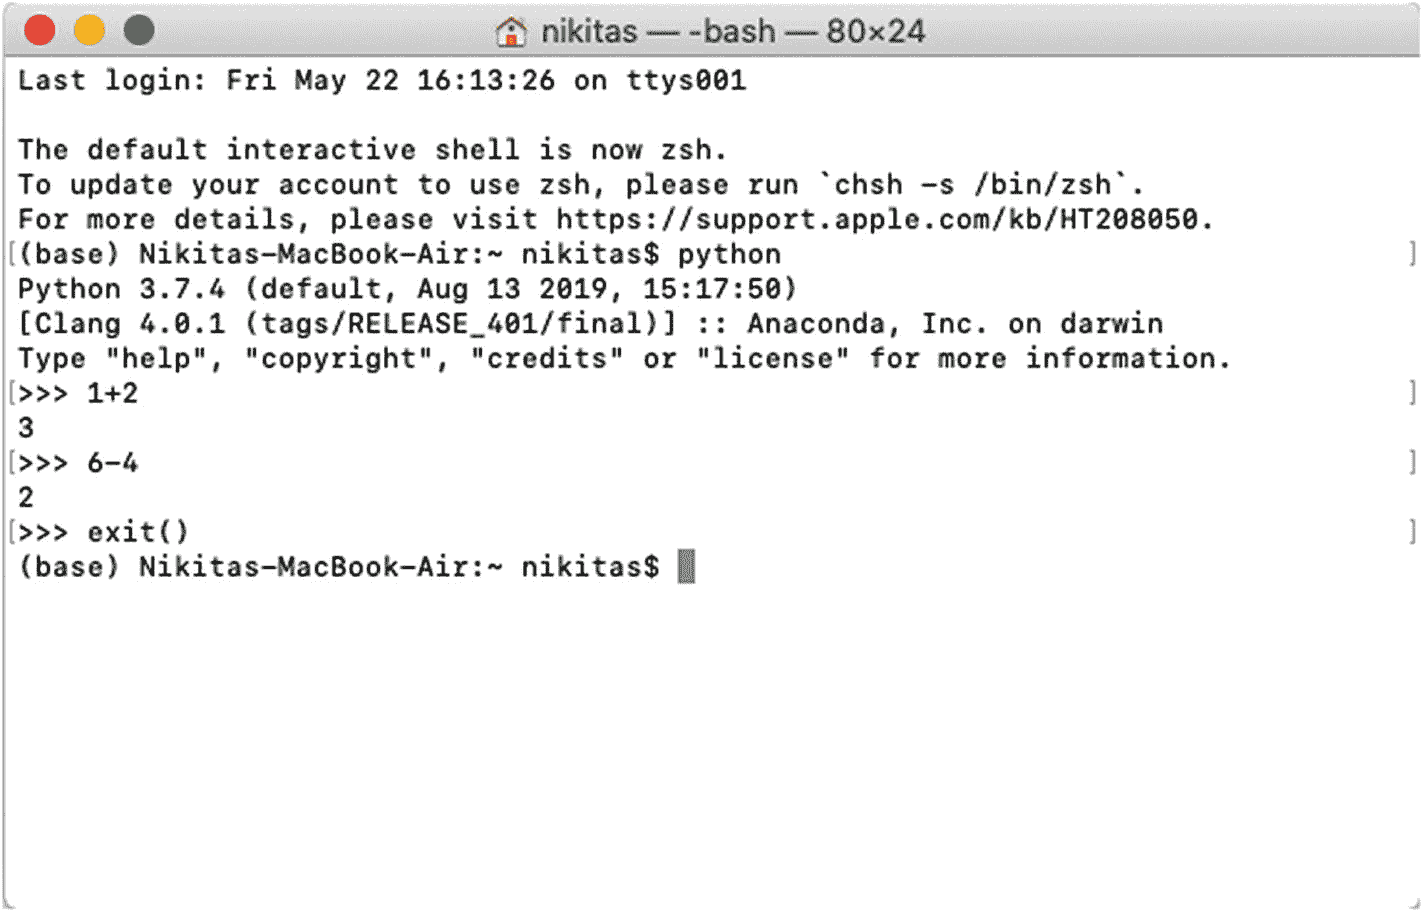 nikitas — -bash — 80×24
Last login: Fri May 22 16:13:26 on ttys001
The default interactive shell is now zsh.
To update your account to use zsh, please run `chsh -s /bin/zsh`.
For more details, please visit https://support.apple.com/kb/HT208050.
[(base) Nikitas-MacBook-Air:~ nikitas$ python ]
Python 3.7.4 (default, Aug 13 2019, 15:17:50)
[Clang 4.0.1 (tags/RELEASE_401/final)] :: Anaconda, Inc. on darwin
Type "help", "copyright", "credits" or "license" for more information.
[>>> 1+2 ]
3
[>>> 6-4 ]
2
[>>> exit() ]
(base) Nikitas-MacBook-Air:~ nikitas$